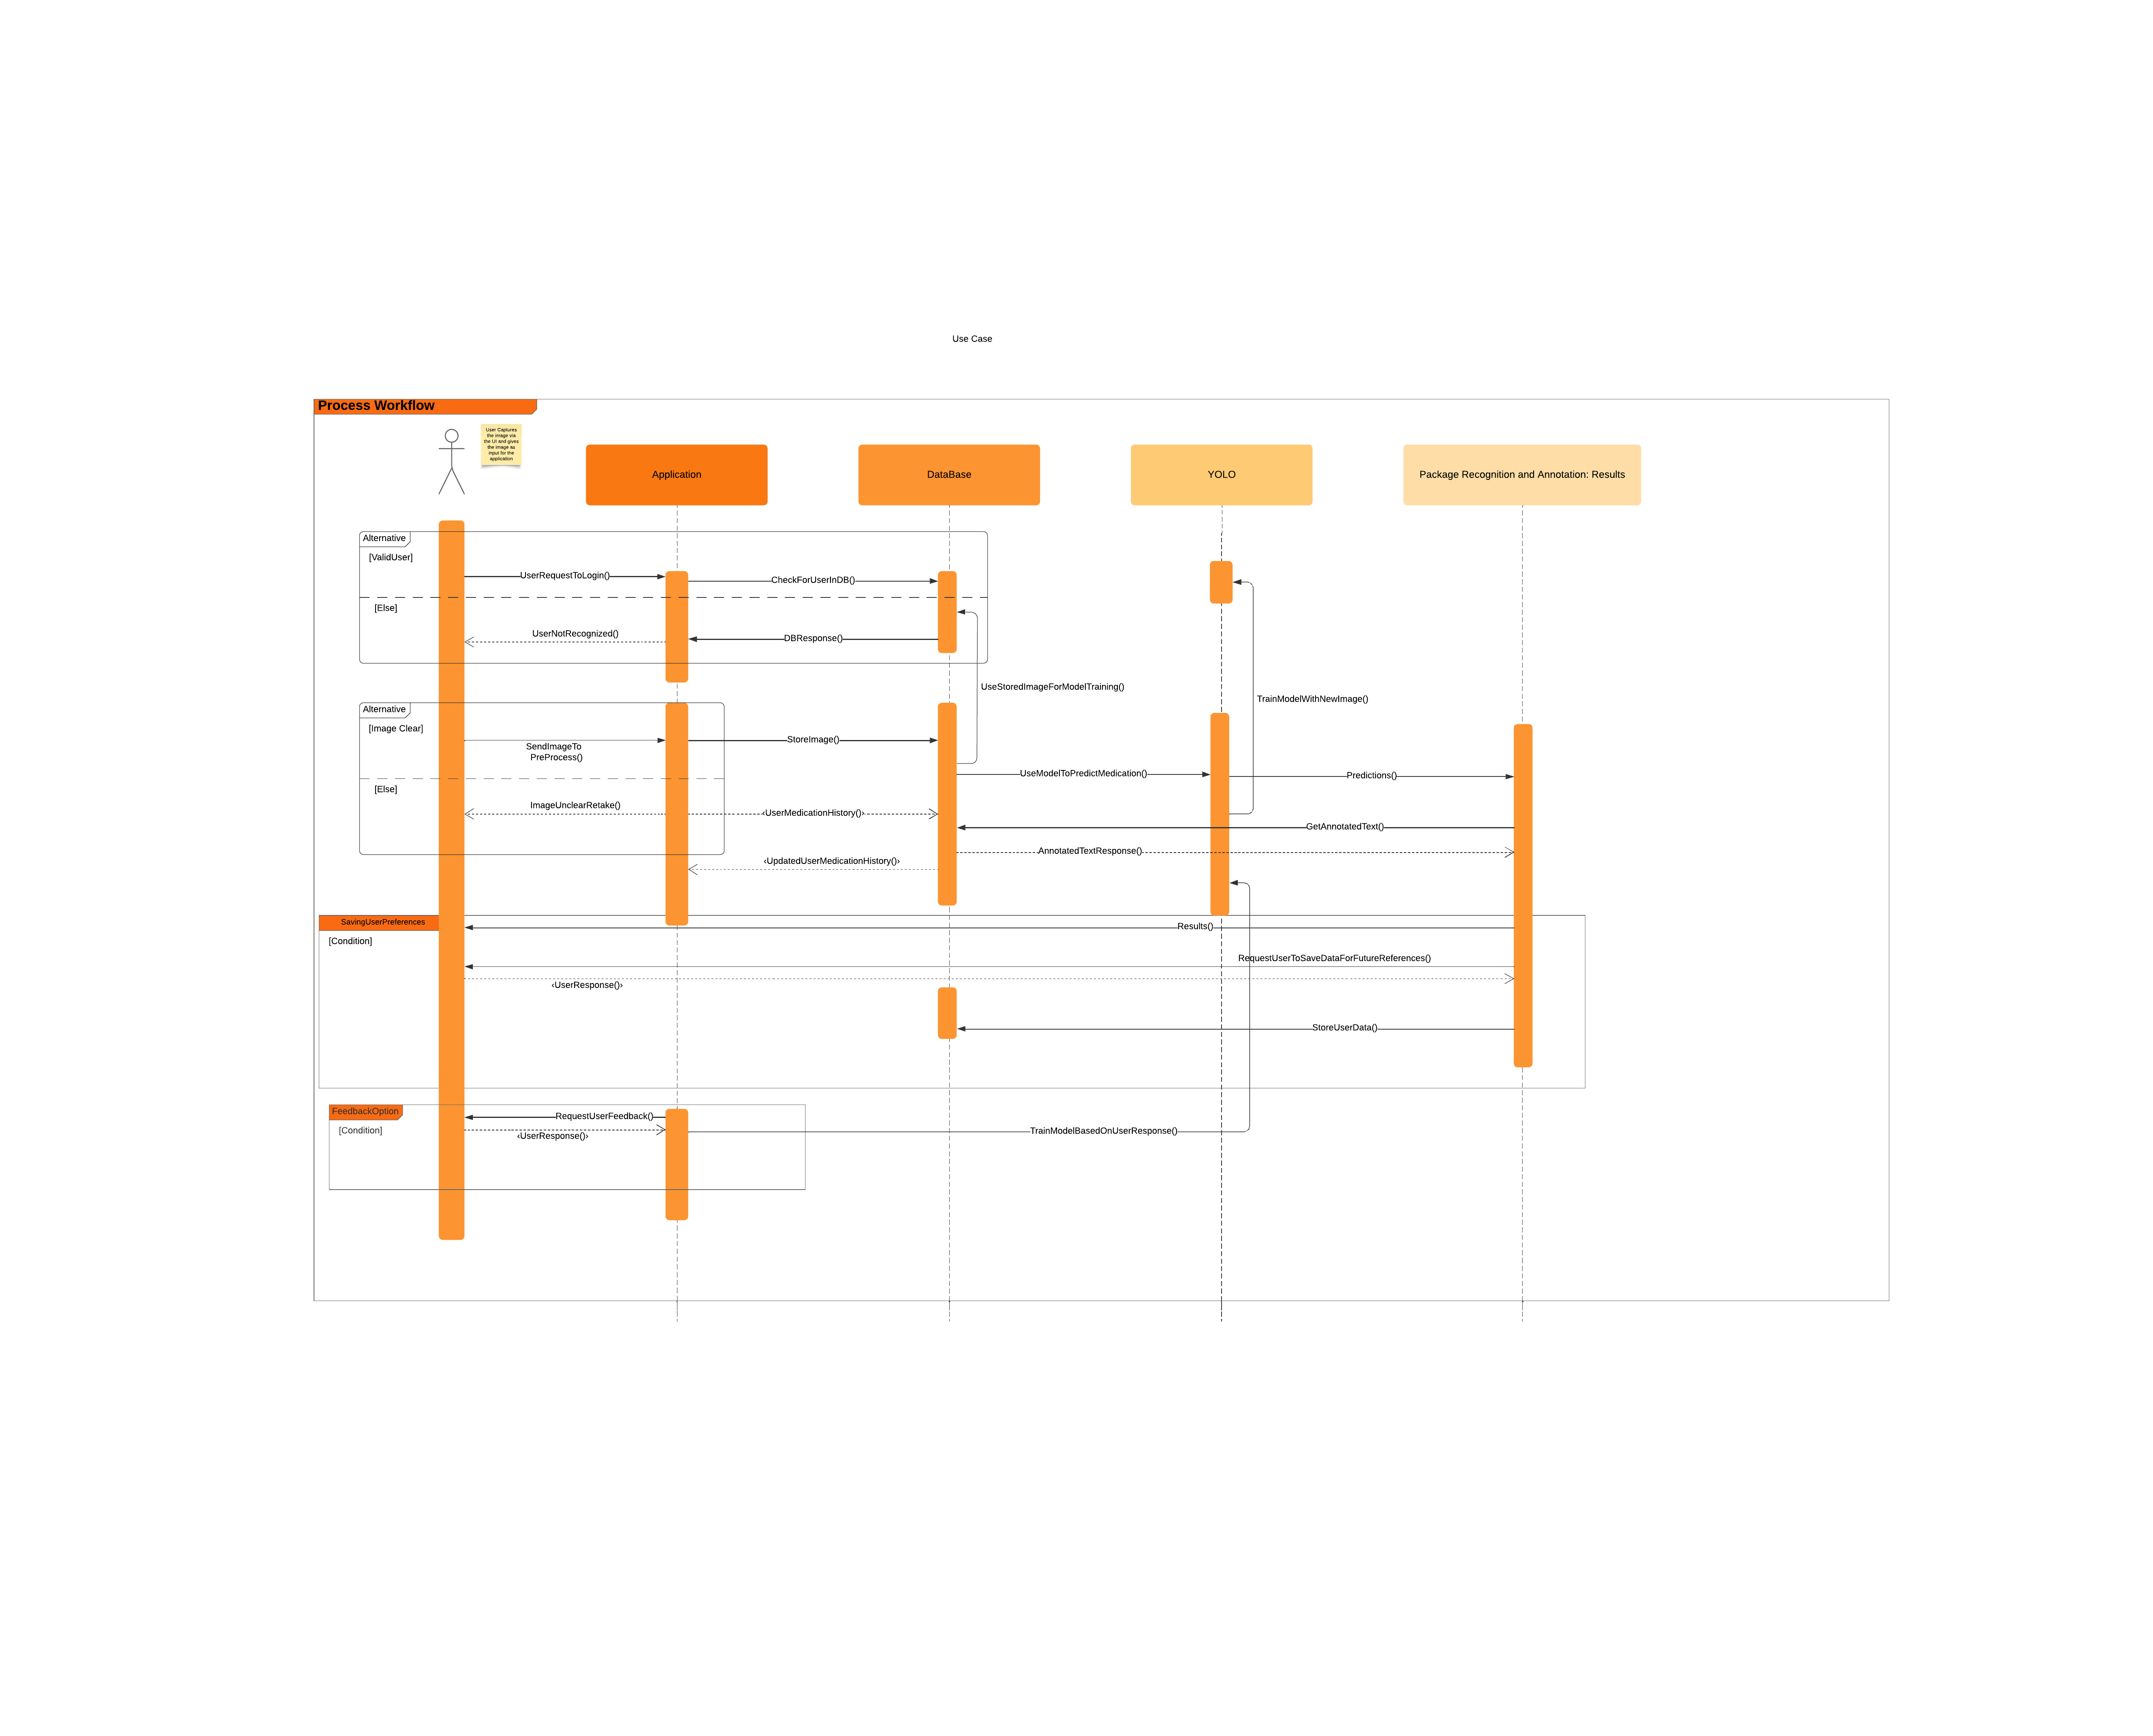 Use Case
Process Workflow
User Captures
the image via
the UI and gives
the image as
input for the
application
Application
DataBase
YOLO
Package Recognition and Annotation: Results
Alternative
[ValidUser]
UserRequestToLogin()
CheckForUserInDB()
[Else]
UserNotRecognized()
DBResponse()
UseStoredImageForModelTraining()
TrainModelWithNewImage()
Alternative
[Image Clear]
SendImageTo
PreProcess()
StoreImage()
UseModelToPredictMedication()
Predictions()
[Else]
ImageUnclearRetake()
‹UserMedicationHistory()›
GetAnnotatedText()
AnnotatedTextResponse()
‹UpdatedUserMedicationHistory()›
SavingUserPreferences
[Condition]
Results()
RequestUserToSaveDataForFutureReferences()
‹UserResponse()›
StoreUserData()
FeedbackOption
[Condition]
RequestUserFeedback()
‹UserResponse()›
TrainModelBasedOnUserResponse()